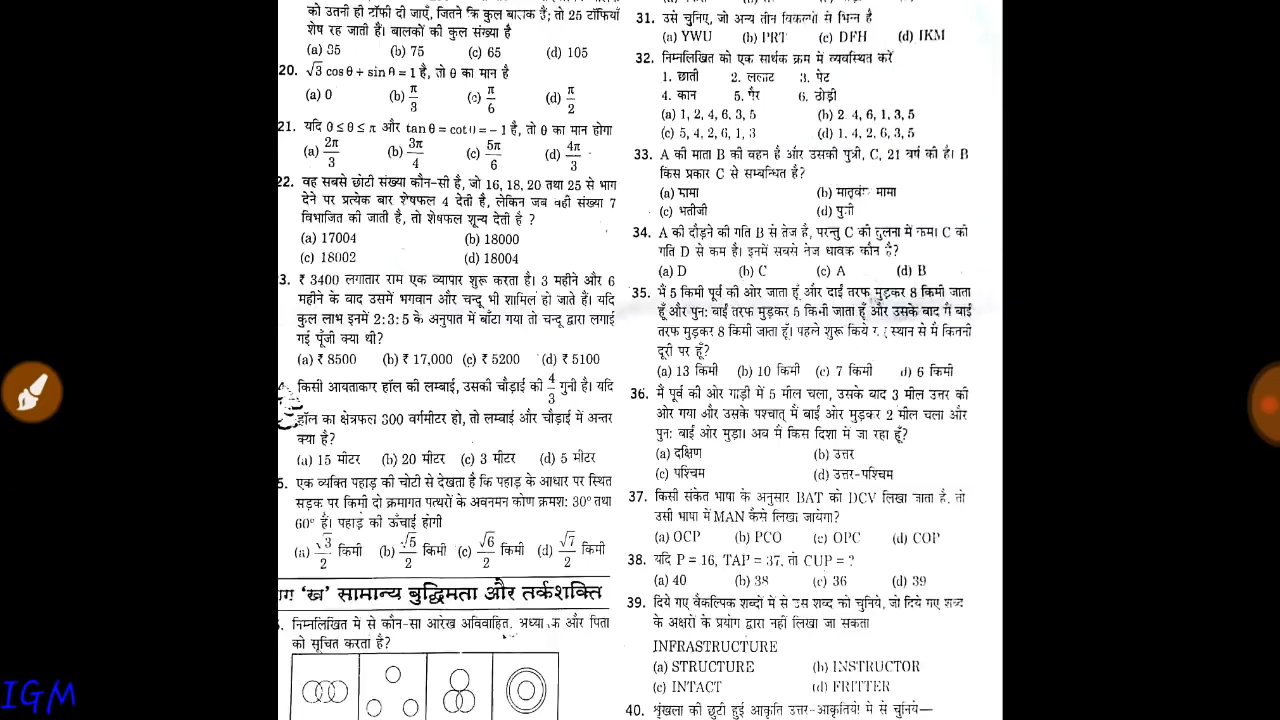 को उतनी ही टॉफी दी जाएँ, जितने कि कुल बालक हैं; तो 25 टॉफियाँ
शेष रह जाती हैं। बालकों की कुल संख्या है
(a) 85 (b) 75 (c) 65 (d) 105
20. √3 cosθ + sinθ = 1 है, तो θ का मान है
(a) 0 (b) π/3 (c) π/6 (d) π/2
21. यदि 0 ≤ θ ≤ π और tanθ = cotθ = – 1 है, तो θ का मान होगा
(a) 2π/3 (b) 3π/4 (c) 5π/6 (d) 4π/3
22. वह सबसे छोटी संख्या कौन-सी है, जो 16, 18, 20 तथा 25 से भाग
देने पर प्रत्येक बार शेषफल 4 देती है, लेकिन जब वही संख्या 7
विभाजित की जाती है, तो शेषफल शून्य देती है ?
(a) 17004 (b) 18000
(c) 18002 (d) 18004
3. ₹ 3400 लगातार राम एक व्यापार शुरू करता है। 3 महीने और 6
महीने के बाद उसमें भगवान और चन्दू भी शामिल हो जाते हैं। यदि
कुल लाभ इनमें 2:3:5 के अनुपात में बाँटा गया तो चन्दू द्वारा लगाई
गई पूँजी क्या थी?
(a) ₹ 8500 (b) ₹ 17,000 (c) ₹ 5200 (d) ₹ 5100
किसी आयताकार हॉल की लम्बाई, उसकी चौड़ाई की 4/3 गुनी है। यदि
हॉल का क्षेत्रफल 300 वर्गमीटर हो, तो लम्बाई और चौड़ाई में अन्तर
क्या है?
(a) 15 मीटर (b) 20 मीटर (c) 3 मीटर (d) 5 मीटर
5. एक व्यक्ति पहाड़ की चोटी से देखता है कि पहाड़ के आधार पर स्थित
सड़क पर किमी दो क्रमागत पत्थरों के अवनमन कोण क्रमश: 30° तथा
60° हैं। पहाड़ की ऊँचाई होगी
(a) √3/2 किमी (b) √5/2 किमी (c) √6/2 किमी (d) √7/2 किमी
भाग 'ख' सामान्य बुद्धिमता और तर्कशक्ति
निम्नलिखित मे से कौन-सा आरेख अविवाहित, और पिता
को सूचित करता है?
31. उसे चुनिए, जो अन्य तीन विकल्पों से भिन्न है
(a) YWU (b) PRT (c) DFH (d) IKM
32. निम्नलिखित को एक सार्थक क्रम में व्यवस्थित करें
1. छाती 2. ललाट 3. पेट
4. कान 5. पैर 6. ठोड़ी
(a) 1, 2, 4, 6, 3, 5 (b) 2, 4, 6, 1, 3, 5
(c) 5, 4, 2, 6, 1, 3 (d) 1, 4, 2, 6, 3, 5
33. A की माता B की बहन है और उसकी पुत्री, C, 21 वर्ष की है। B
किस प्रकार C से सम्बन्धित है?
(a) मामा (b) मामा
(c) भतीजी (d) पुत्री
34. A की दौड़ने की गति B से तेज है, परन्तु C की तुलना में कम। C की
गति D से कम है। इनमें सबसे तेज धावक कौन है?
(a) D (b) C (c) A (d) B
35. मैं 5 किमी पूर्व की ओर जाता हूँ और दाईं तरफ मुड़कर 8 किमी जाता
हूँ और पुन: बाईं तरफ मुड़कर 5 किमी जाता हूँ और उसके बाद मैं बाईं
तरफ मुड़कर 8 किमी जाता हूँ। पहले शुरू किये गए स्थान से मैं कितनी
दूरी पर हूँ?
(a) 13 किमी (b) 10 किमी (c) 7 किमी (d) 6 किमी
36. मैं पूर्व की ओर गाड़ी में 5 मील चला, उसके बाद 3 मील उत्तर की
ओर गया और उसके पश्चात् मैं बाईं ओर मुड़कर 2 मील चला और
पुन: बाईं ओर मुड़ा। अब मैं किस दिशा में जा रहा हूँ?
(a) दक्षिण (b) उत्तर
(c) पश्चिम (d) उत्तर-पश्चिम
37. किसी संकेत भाषा के अनुसार BAT को DCV लिखा जाता है, तो
उसी भाषा में MAN कैसे लिखा जायेगा?
(a) OCP (b) PCO (c) OPC (d) COP
38. यदि P = 16, TAP = 37, तो CUP = ?
(a) 40 (b) 38 (c) 36 (d) 39
39. दिये गए वैकल्पिक शब्दों में से उस शब्द को चुनिये, जो दिये गए शब्द
के अक्षरों के प्रयोग द्वारा नहीं लिखा जा सकता
INFRASTRUCTURE
(a) STRUCTURE (b) INSTRUCTOR
(c) INTACT (d) FRITTER
40. शृंखला की छुटी हुई आकृति उत्तर-आकृतियों मे से चुनिये—
IGM